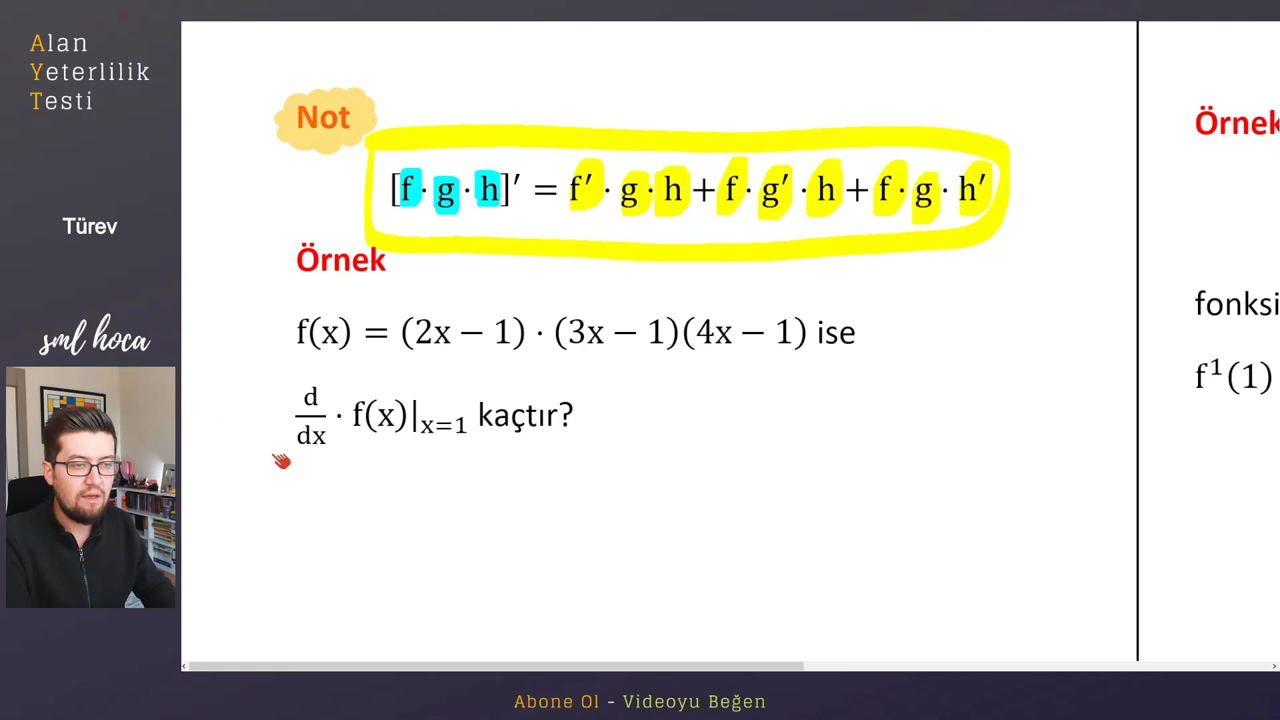 Alan
Yeterlilik
Testi
Türev
sml hoca
Not
[f · g · h]′ = f′ · g · h + f · g′ · h + f · g · h′
Örnek
f(x) = (2x − 1) · (3x − 1)(4x − 1) ise
d/dx · f(x)|ₓ₌₁ kaçtır?
Örnek
fonksi
f¹(1)
Abone Ol - Videoyu Beğen